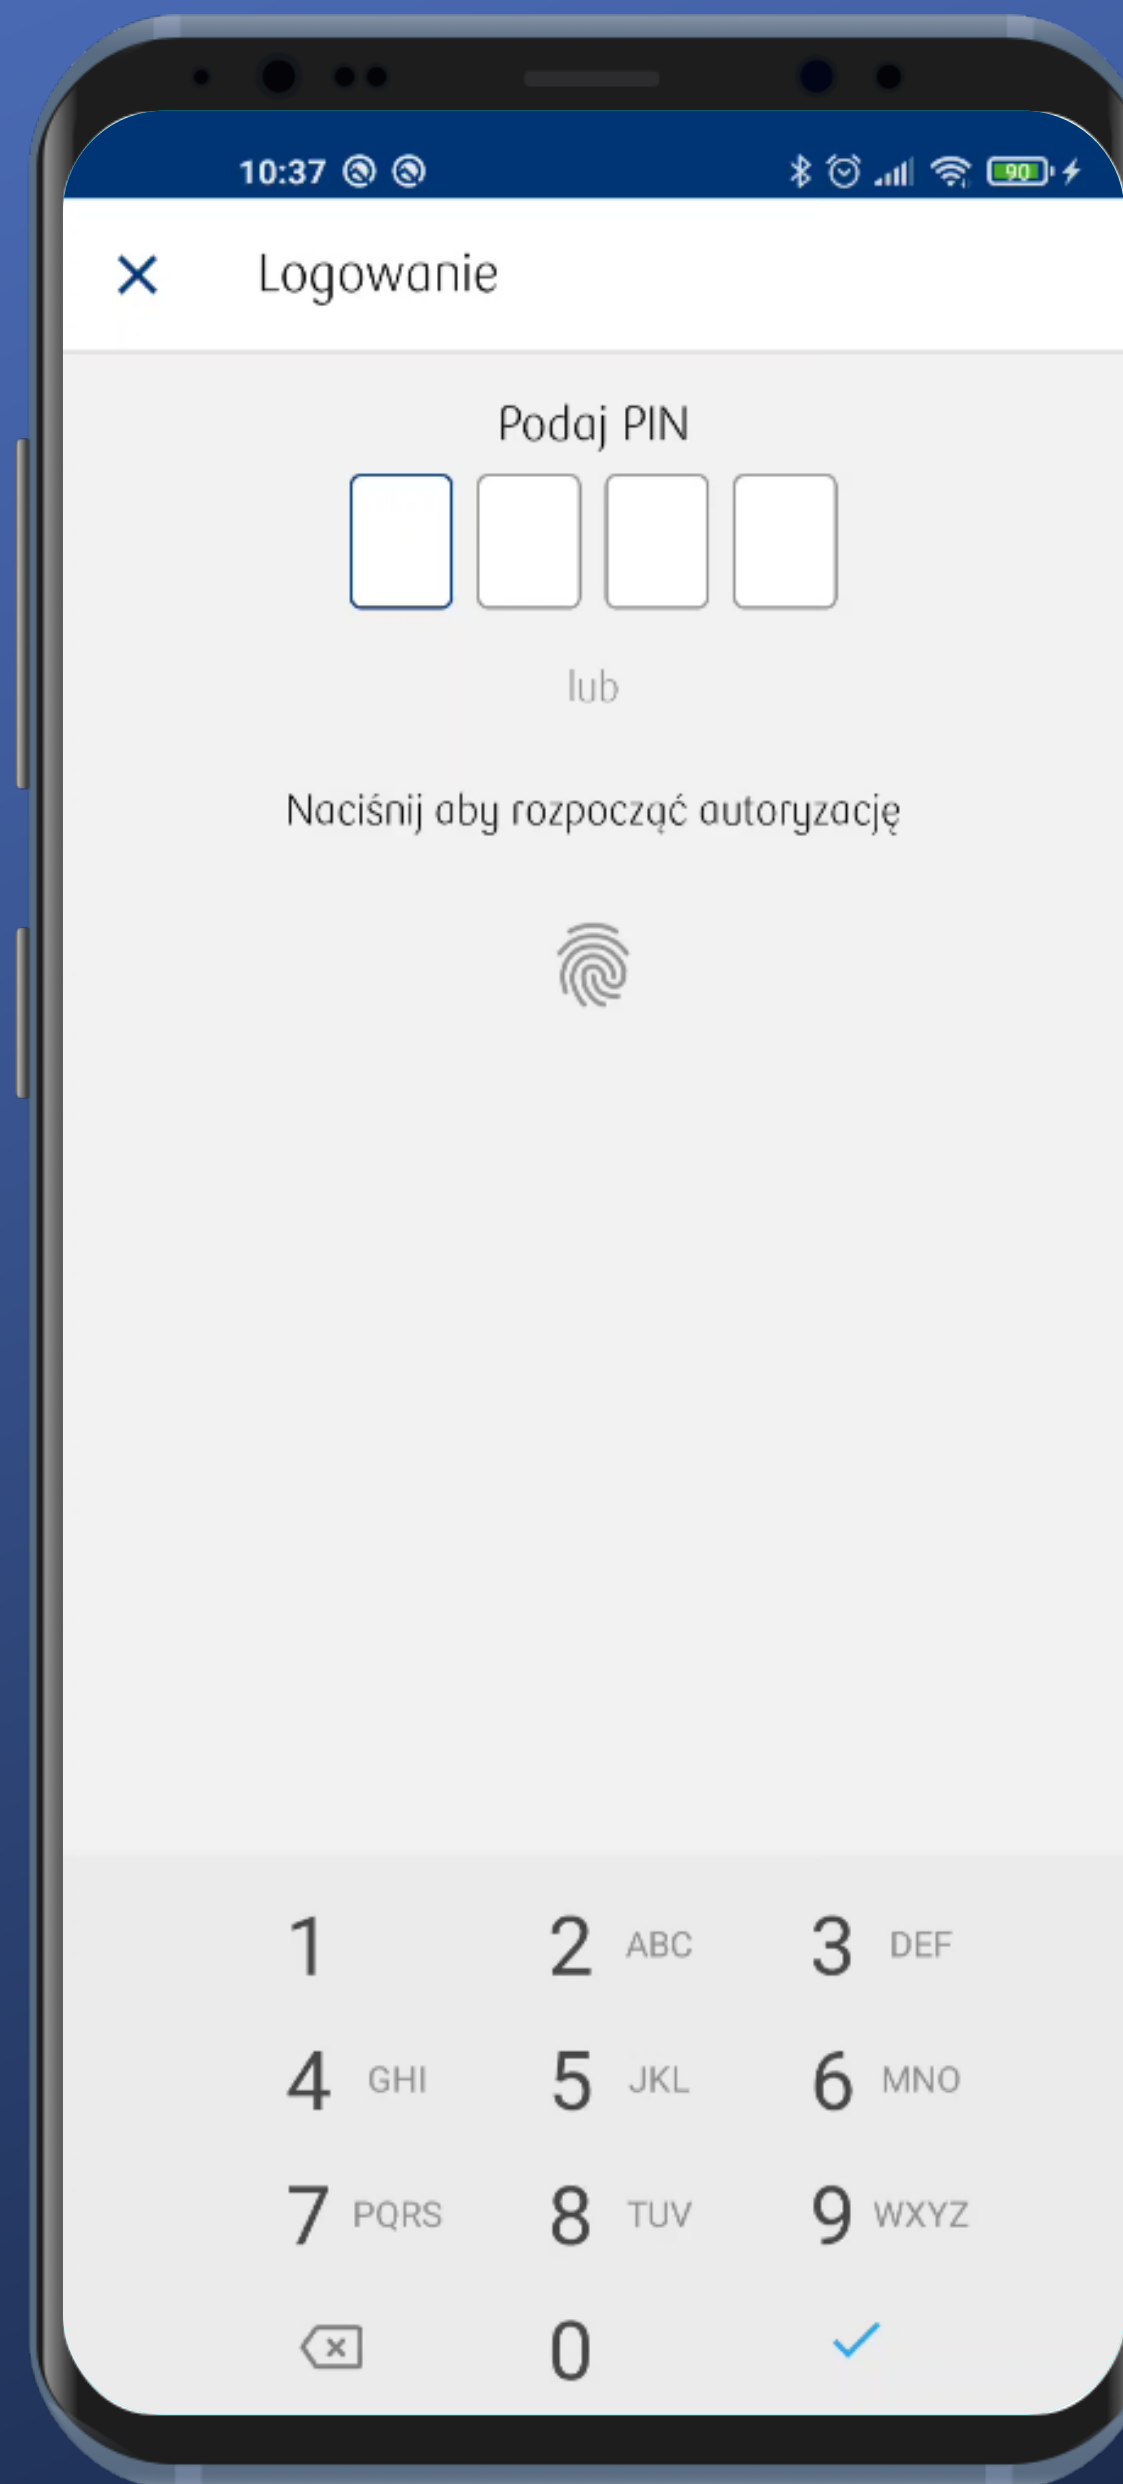 10:37
90
Logowanie
Podaj PIN
lub
Naciśnij aby rozpocząć autoryzację
1
2 ABC
3 DEF
4 GHI
5 JKL
6 MNO
7 PQRS
8 TUV
9 WXYZ
0